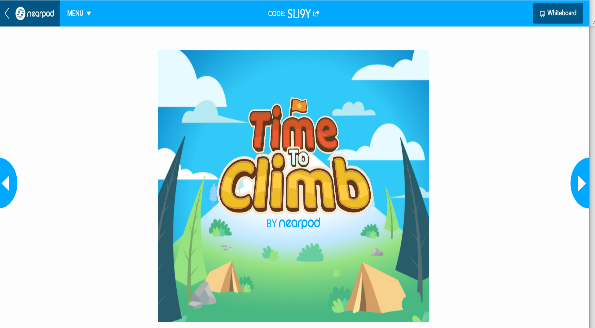 nearpod MENU ▼ CODE: SLI9Y Whiteboard
Time
To
Climb
BY nearpod